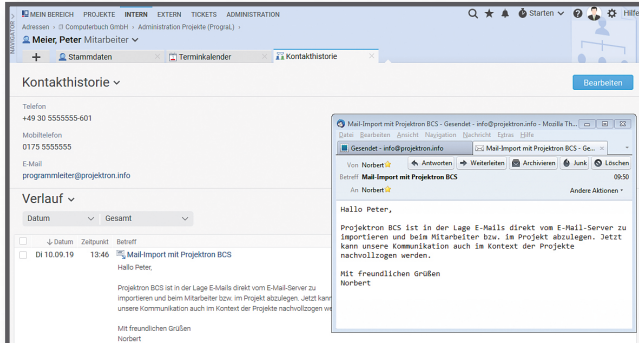 MEIN BEREICH PROJEKTE INTERN EXTERN TICKETS ADMINISTRATION
Starten
Hilfe
NAVIGATOR
Adressen › Computerbuch GmbH › Administration Projekte (PrograL) ›
Meier, Peter Mitarbeiter
+ Stammdaten × Terminkalender × Kontakthistorie ×
Kontakthistorie
Bearbeiten
Telefon
+49 30 5555555-601
Mobiltelefon
0175 5555555
E-Mail
programmleiter@projektron.info
Verlauf
Datum Gesamt
↓ Datum Zeitpunkt Betreff
DI 10.09.19 13:46 Mail-Import mit Projektron BCS
Hallo Peter,
Projektron BCS ist in der Lage E-Mails direkt vom E-Mail-Server zu
importieren und beim Mitarbeiter bzw. im Projekt abzulegen. Jetzt kann
unsere Kommunikation auch im Kontext der Projekte nachvollzogen we
Mit freundlichen Grüßen
Norbert
Mail-Import mit Projektron BCS - Gesendet - info@projektron.info - Mozilla Th...
Datei Bearbeiten Ansicht Navigation Nachricht Extras Hilfe
Gesendet - info@projektron.info Mail-Import mit Projektron BCS - Ge... ×
Von Norbert Antworten Weiterleiten Archivieren Junk Löschen
Betreff Mail-Import mit Projektron BCS 09:50
An Norbert Andere Aktionen
Hallo Peter,
Projektron BCS ist in der Lage E-Mails direkt vom E-Mail-Server zu
importieren und beim Mitarbeiter bzw. im Projekt abzulegen. Jetzt
kann unsere Kommunikation auch im Kontext der Projekte
nachvollzogen werden.
Mit freundlichen Grüßen
Norbert